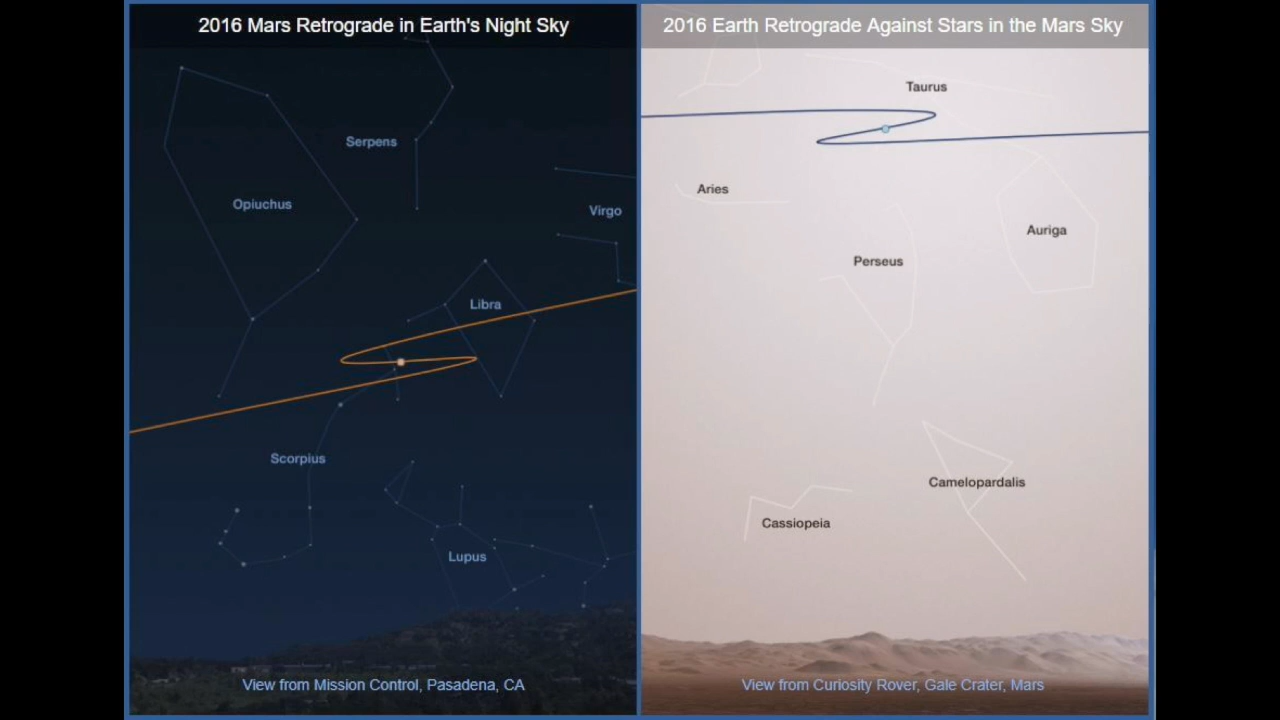 2016 Mars Retrograde in Earth's Night Sky
Serpens
Opiuchus
Virgo
Libra
Scorpius
Lupus
View from Mission Control, Pasadena, CA
2016 Earth Retrograde Against Stars in the Mars Sky
Taurus
Aries
Auriga
Perseus
Camelopardalis
Cassiopeia
View from Curiosity Rover, Gale Crater, Mars